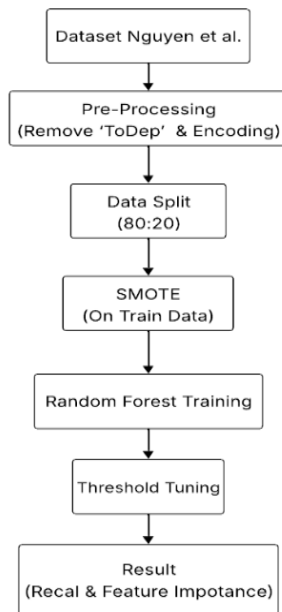 Dataset Nguyen et al.
Pre-Processing
(Remove 'ToDep' & Encoding)
Data Split
(80:20)
SMOTE
(On Train Data)
Random Forest Training
Threshold Tuning
Result
(Recal & Feature Impotance)